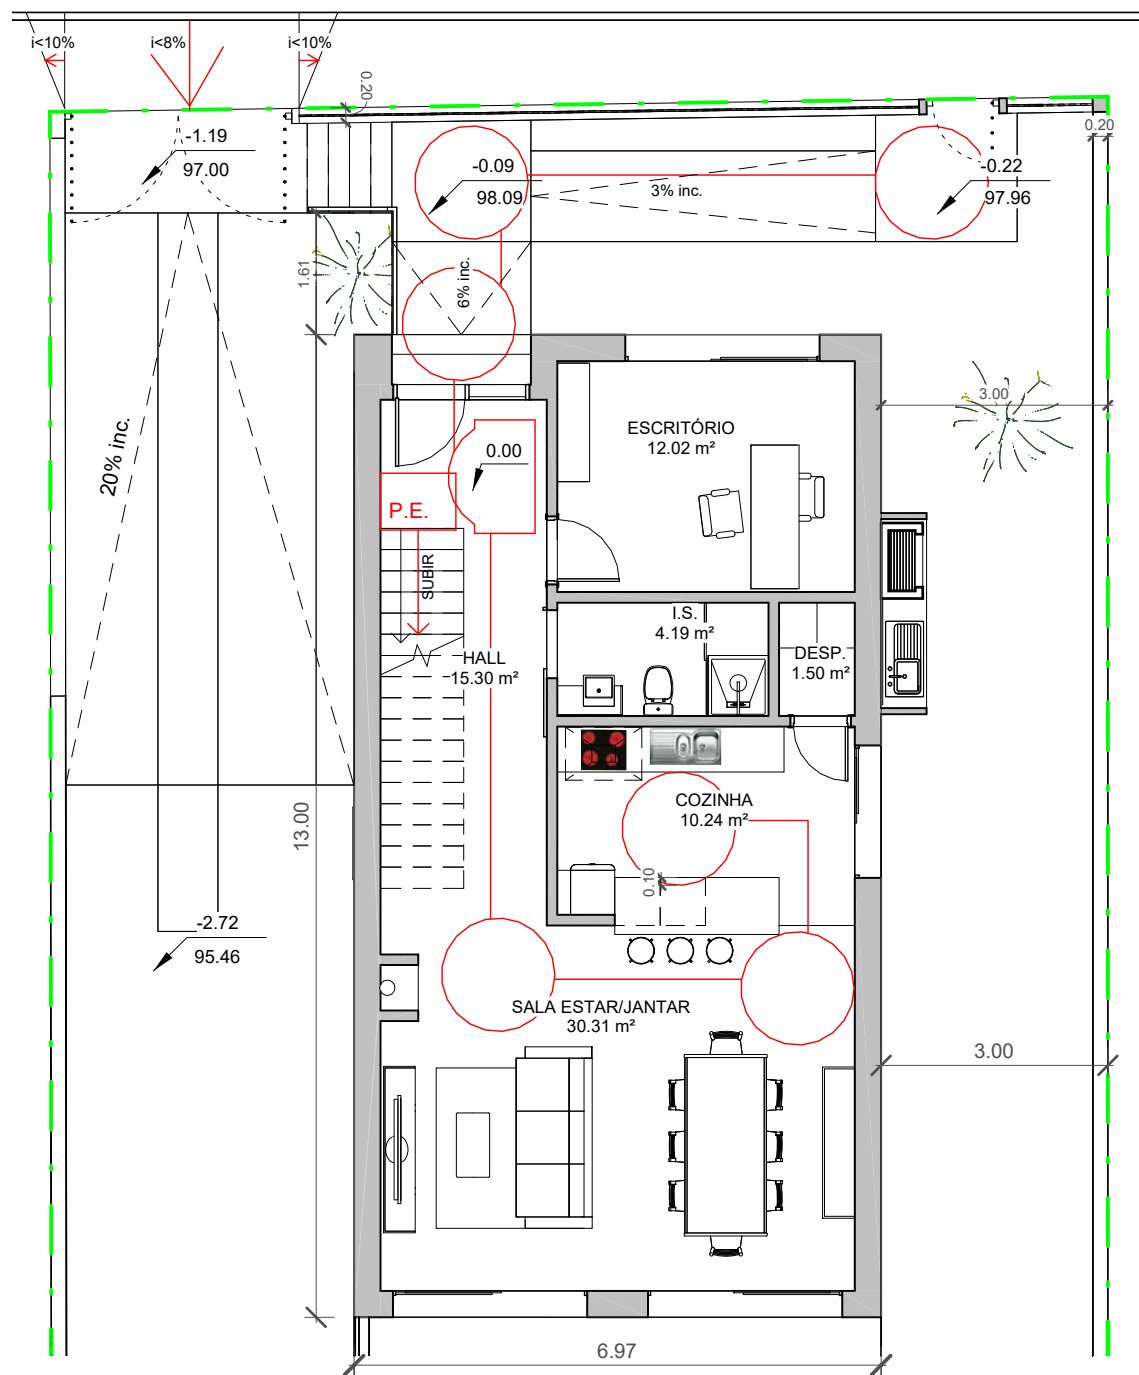 i<10%
i<8%
i<10%
0.20
-1.19
97.00
-0.09
98.09
3% inc.
-0.22
97.96
0.20
1.61
6% inc.
3.00
20% inc.
ESCRITÓRIO
12.02 m²
0.00
P.E.
SUBIR
I.S.
4.19 m²
DESP.
1.50 m²
HALL
15.30 m²
COZINHA
10.24 m²
13.00
0.10
-2.72
95.46
SALA ESTAR/JANTAR
30.31 m²
3.00
6.97